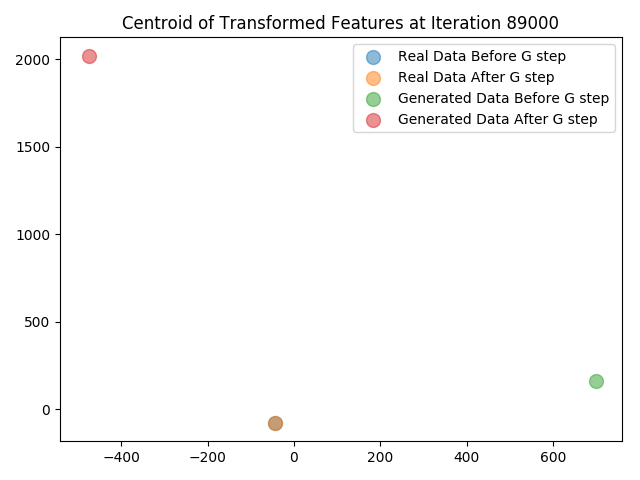 Centroid of Transformed Features at Iteration 89000
Real Data Before G step
Real Data After G step
Generated Data Before G step
Generated Data After G step
2000
1500
1000
500
0
−400 −200 0 200 400 600